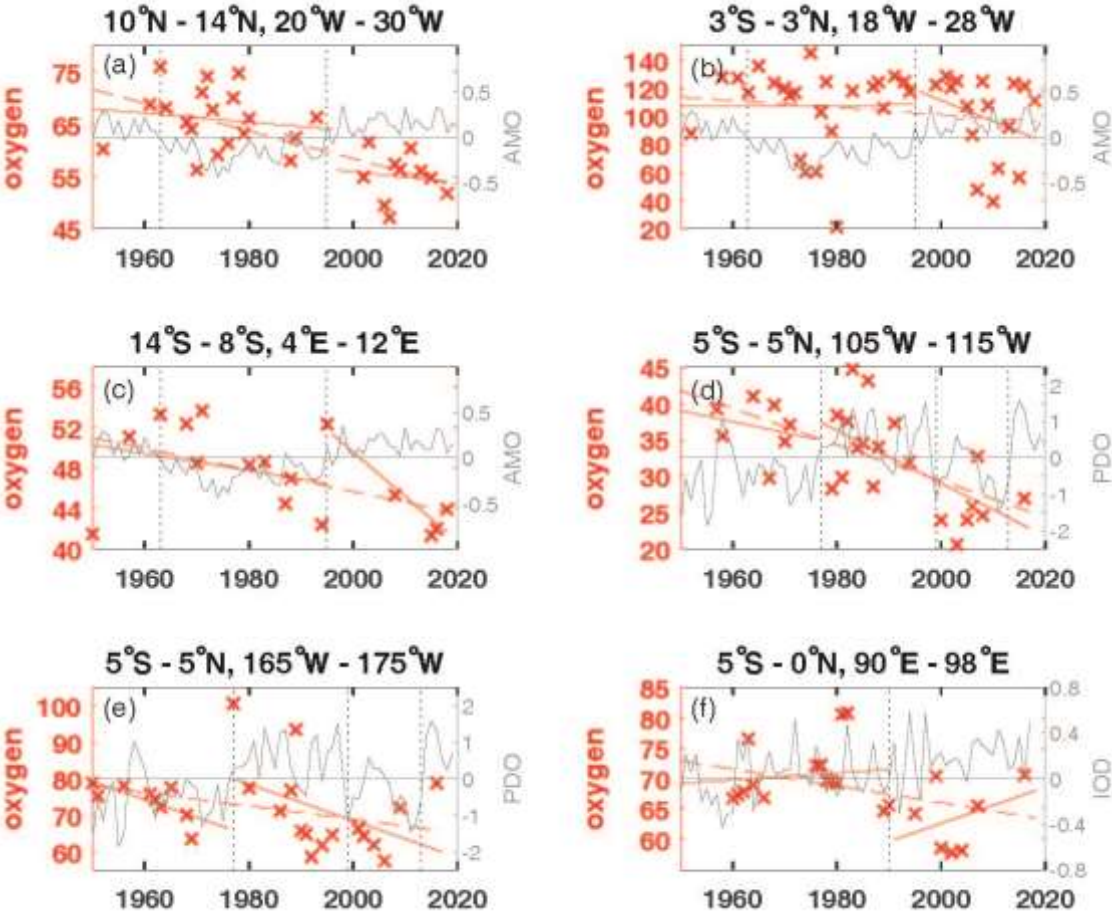 10°N - 14°N, 20°W - 30°W
(a)
oxygen
75
65
55
45
0.5
0
-0.5
AMO
1960 1980 2000 2020
3°S - 3°N, 18°W - 28°W
(b)
oxygen
140
120
100
80
60
40
20
0.5
0
-0.5
AMO
1960 1980 2000 2020
14°S - 8°S, 4°E - 12°E
(c)
oxygen
56
52
48
44
40
0.5
0
-0.5
AMO
1960 1980 2000 2020
5°S - 5°N, 105°W - 115°W
(d)
oxygen
45
40
35
30
25
20
2
1
0
-1
-2
PDO
1960 1980 2000 2020
5°S - 5°N, 165°W - 175°W
(e)
oxygen
100
90
80
70
60
2
1
0
-1
-2
PDO
1960 1980 2000 2020
5°S - 0°N, 90°E - 98°E
(f)
oxygen
85
80
75
70
65
60
0.8
0.4
0
-0.4
-0.8
IOD
1960 1980 2000 2020